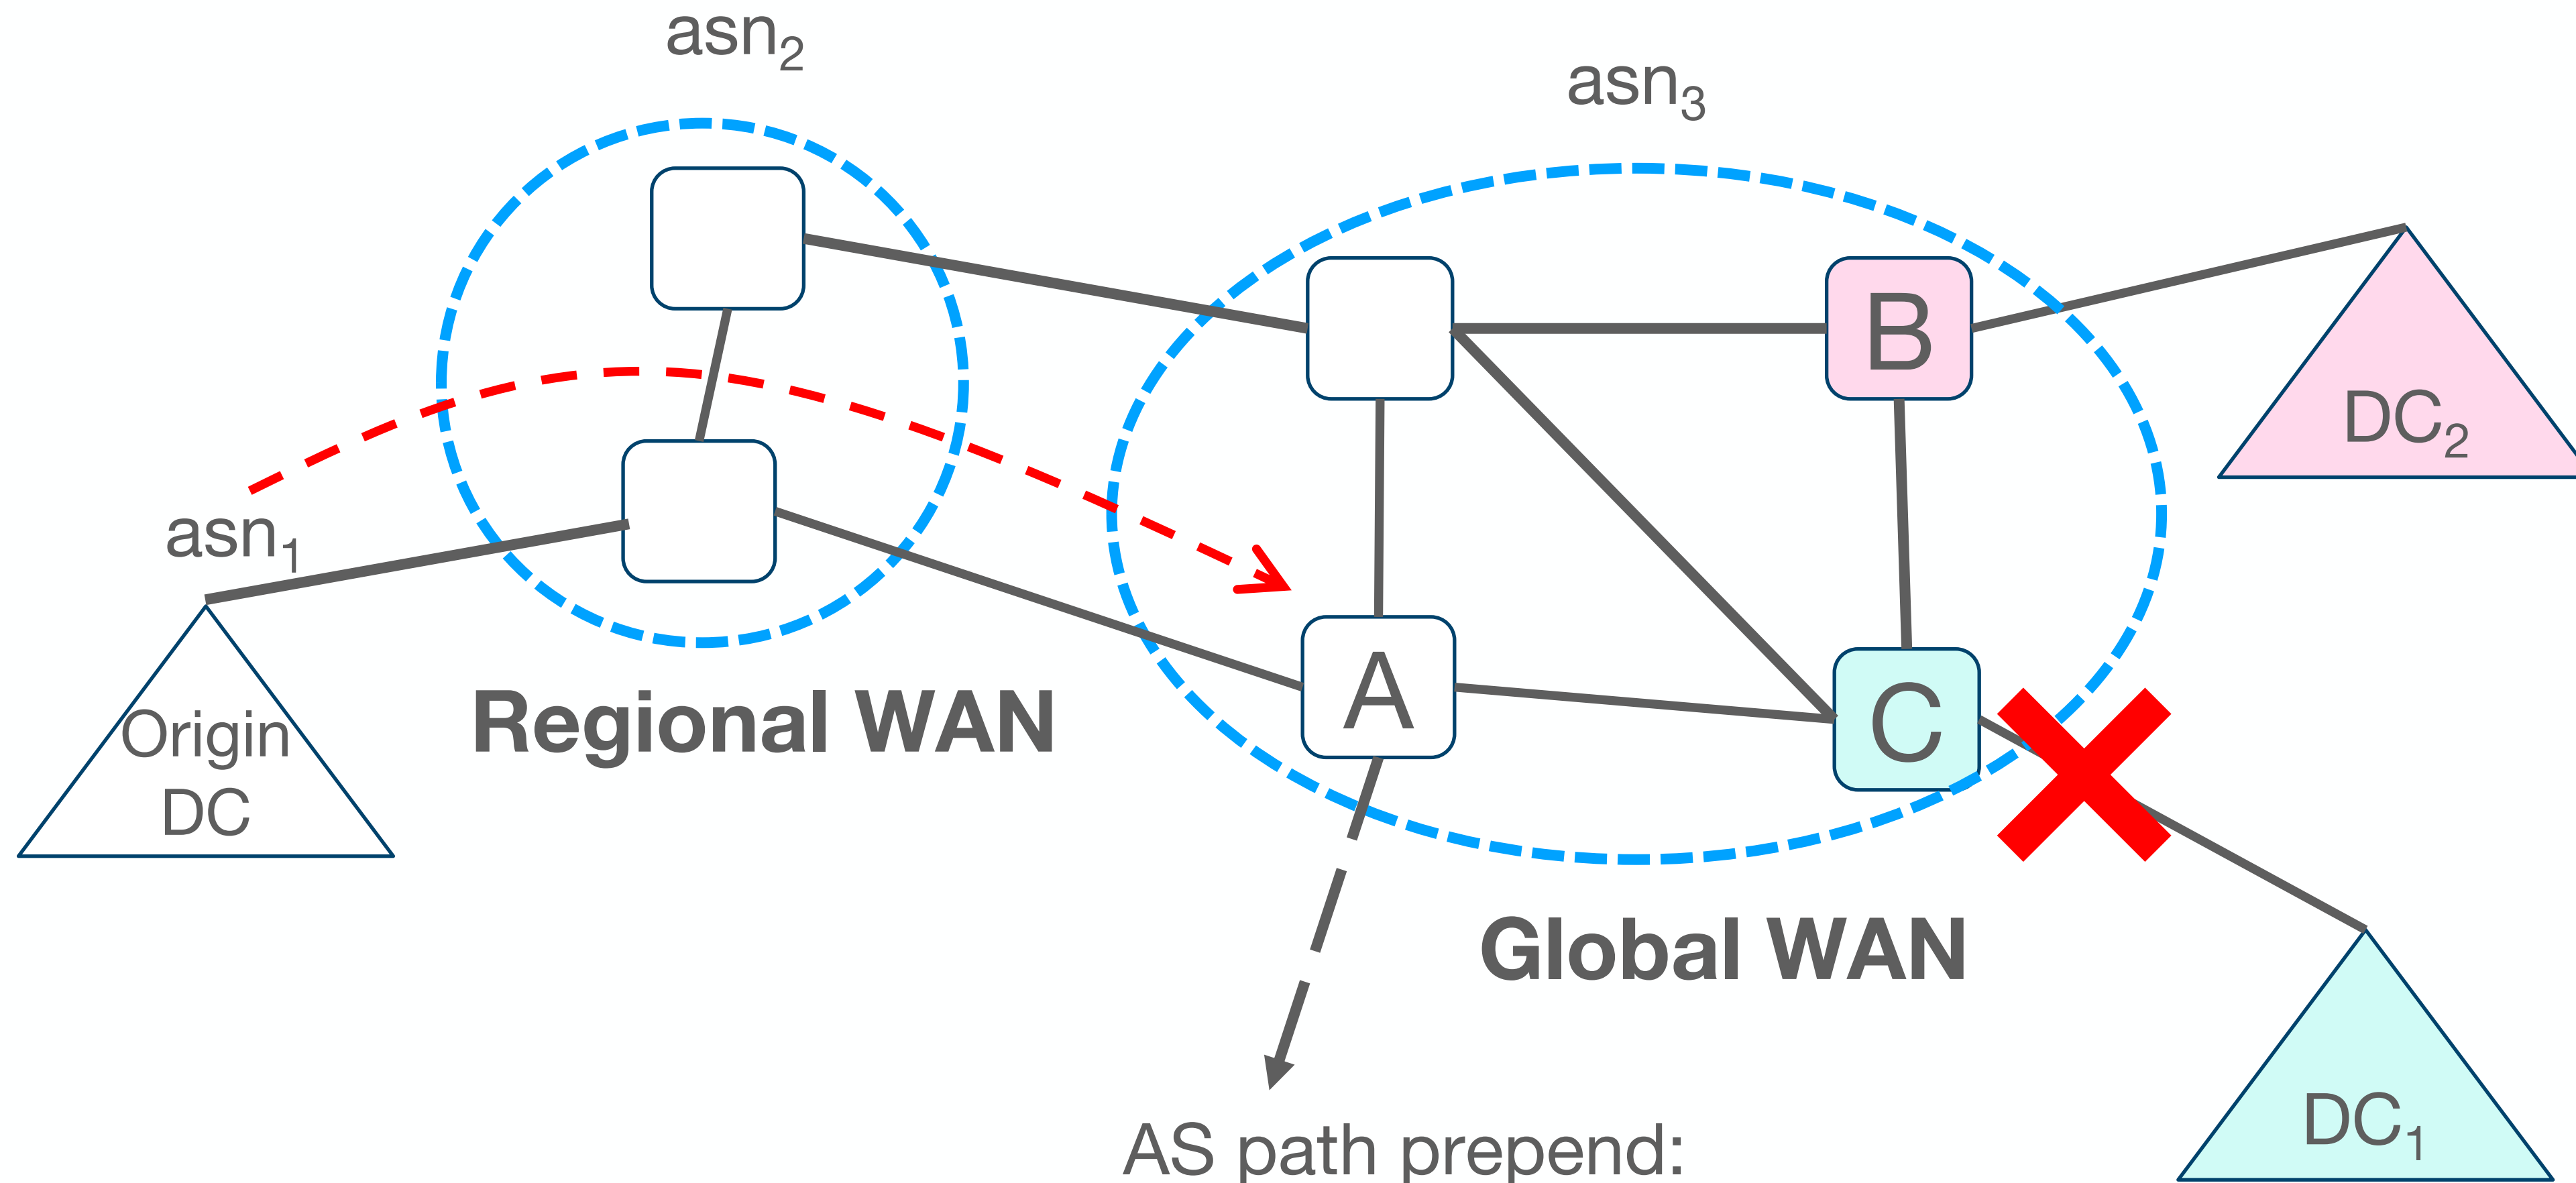 asn₂
asn₃
B
DC₂
asn₁
A
C
Origin
DC
Regional WAN
Global WAN
DC₁
AS path prepend: